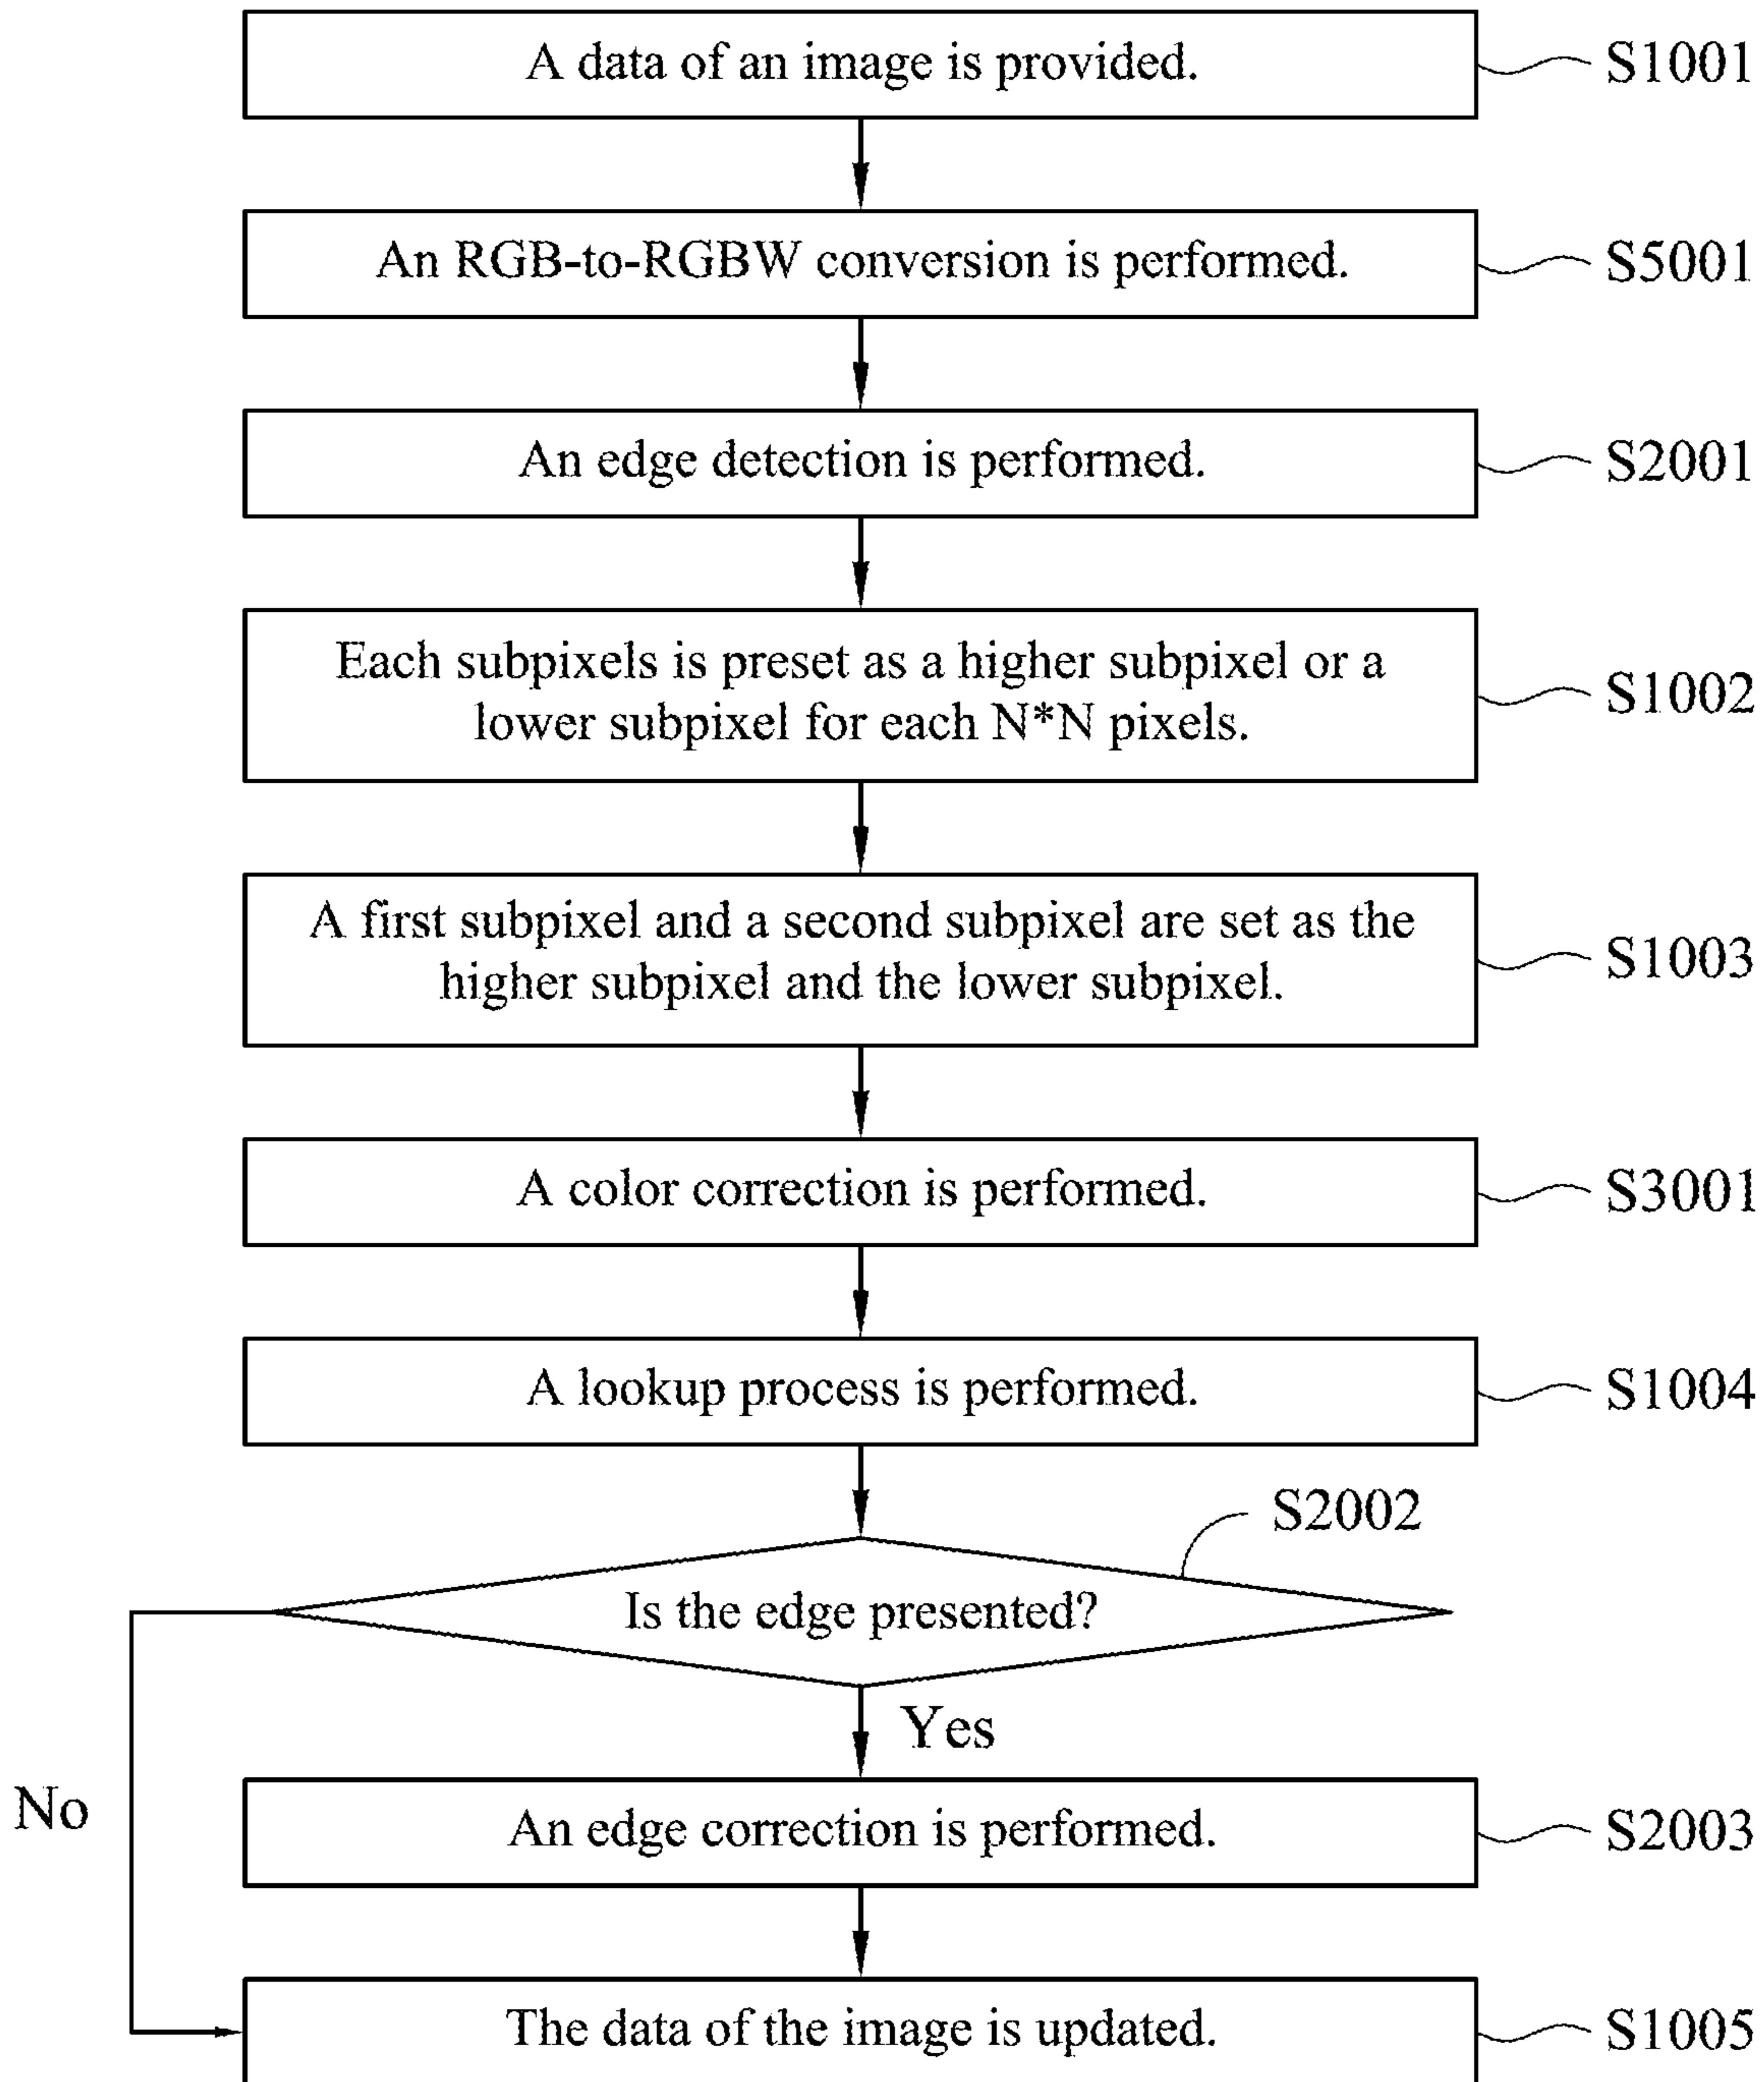 A data of an image is provided.
S1001
An RGB-to-RGBW conversion is performed.
S5001
An edge detection is performed.
S2001
Each subpixels is preset as a higher subpixel or a
lower subpixel for each N*N pixels.
S1002
A first subpixel and a second subpixel are set as the
higher subpixel and the lower subpixel.
S1003
A color correction is performed.
S3001
A lookup process is performed.
S1004
S2002
Is the edge presented?
Yes
No
An edge correction is performed.
S2003
The data of the image is updated.
S1005